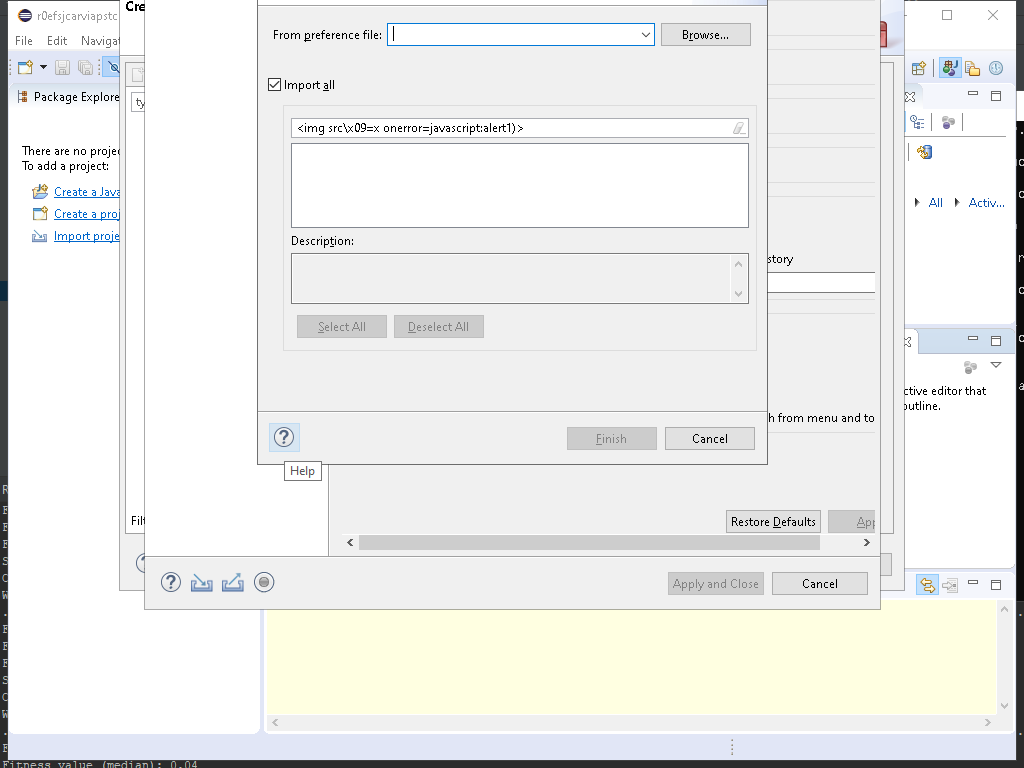 r0efsjcarviapstc
Cre
File Edit Navigat
From preference file:
Browse...
Package Explore
ty
Import all
<img src\x09=x onerror=javascript:alert1)>
There are no projec
To add a project:
Create a Java
Create a proj
Import proje
All Activ...
Description:
story
Select All Deselect All
ctive editor that
outline.
h from menu and to
Finish Cancel
Help
Filt
Restore Defaults App
Apply and Close Cancel
Fitness value (median): 0.04